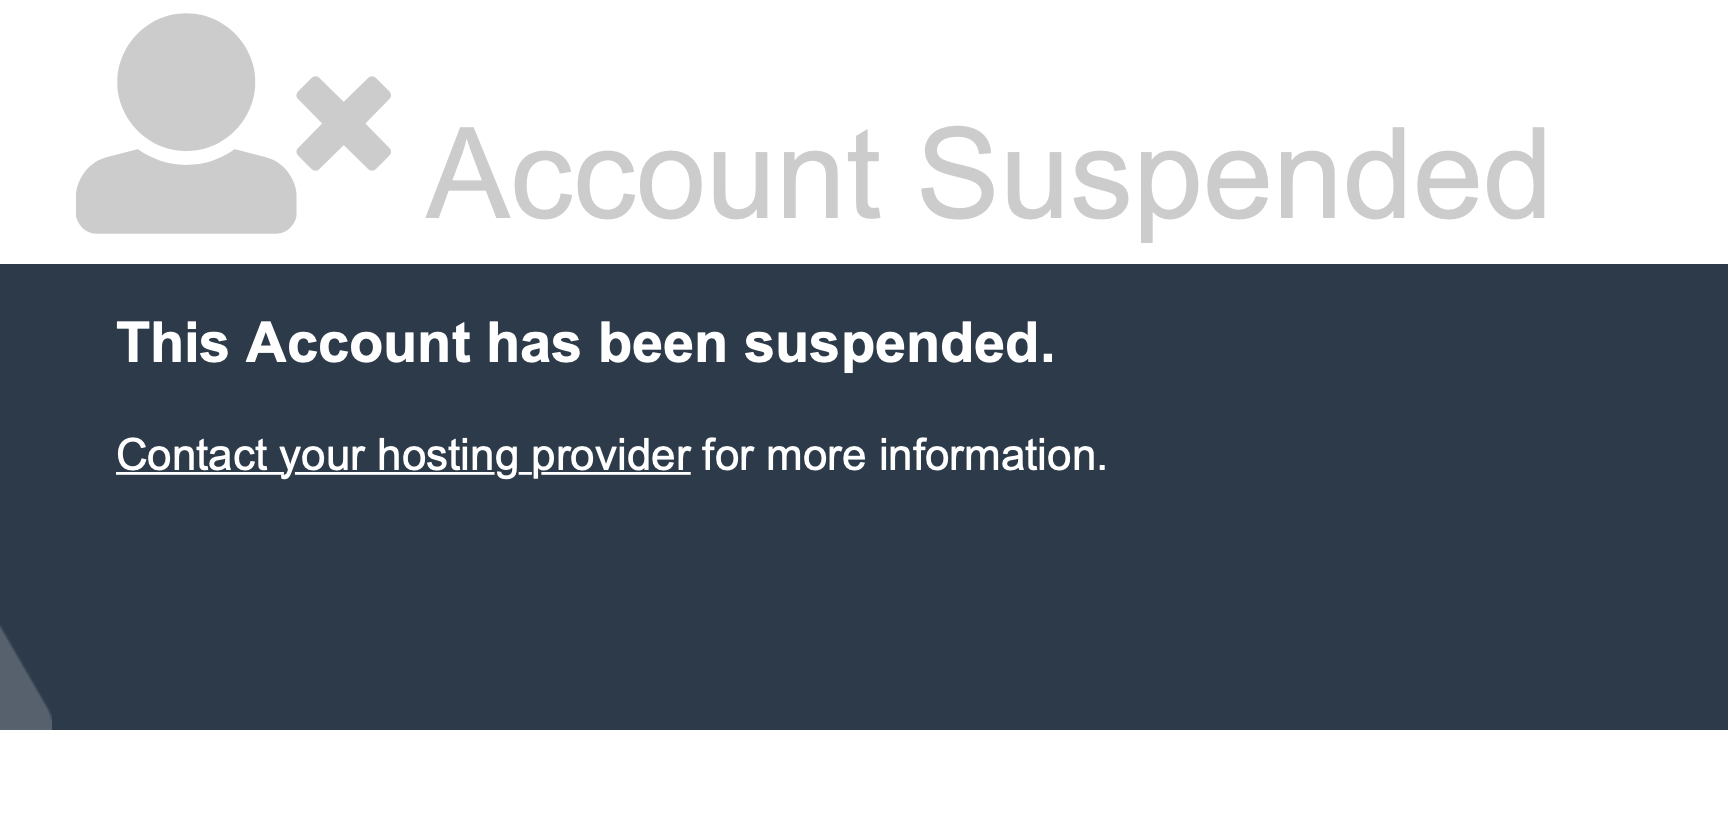 Account Suspended
This Account has been suspended.
Contact your hosting provider for more information.